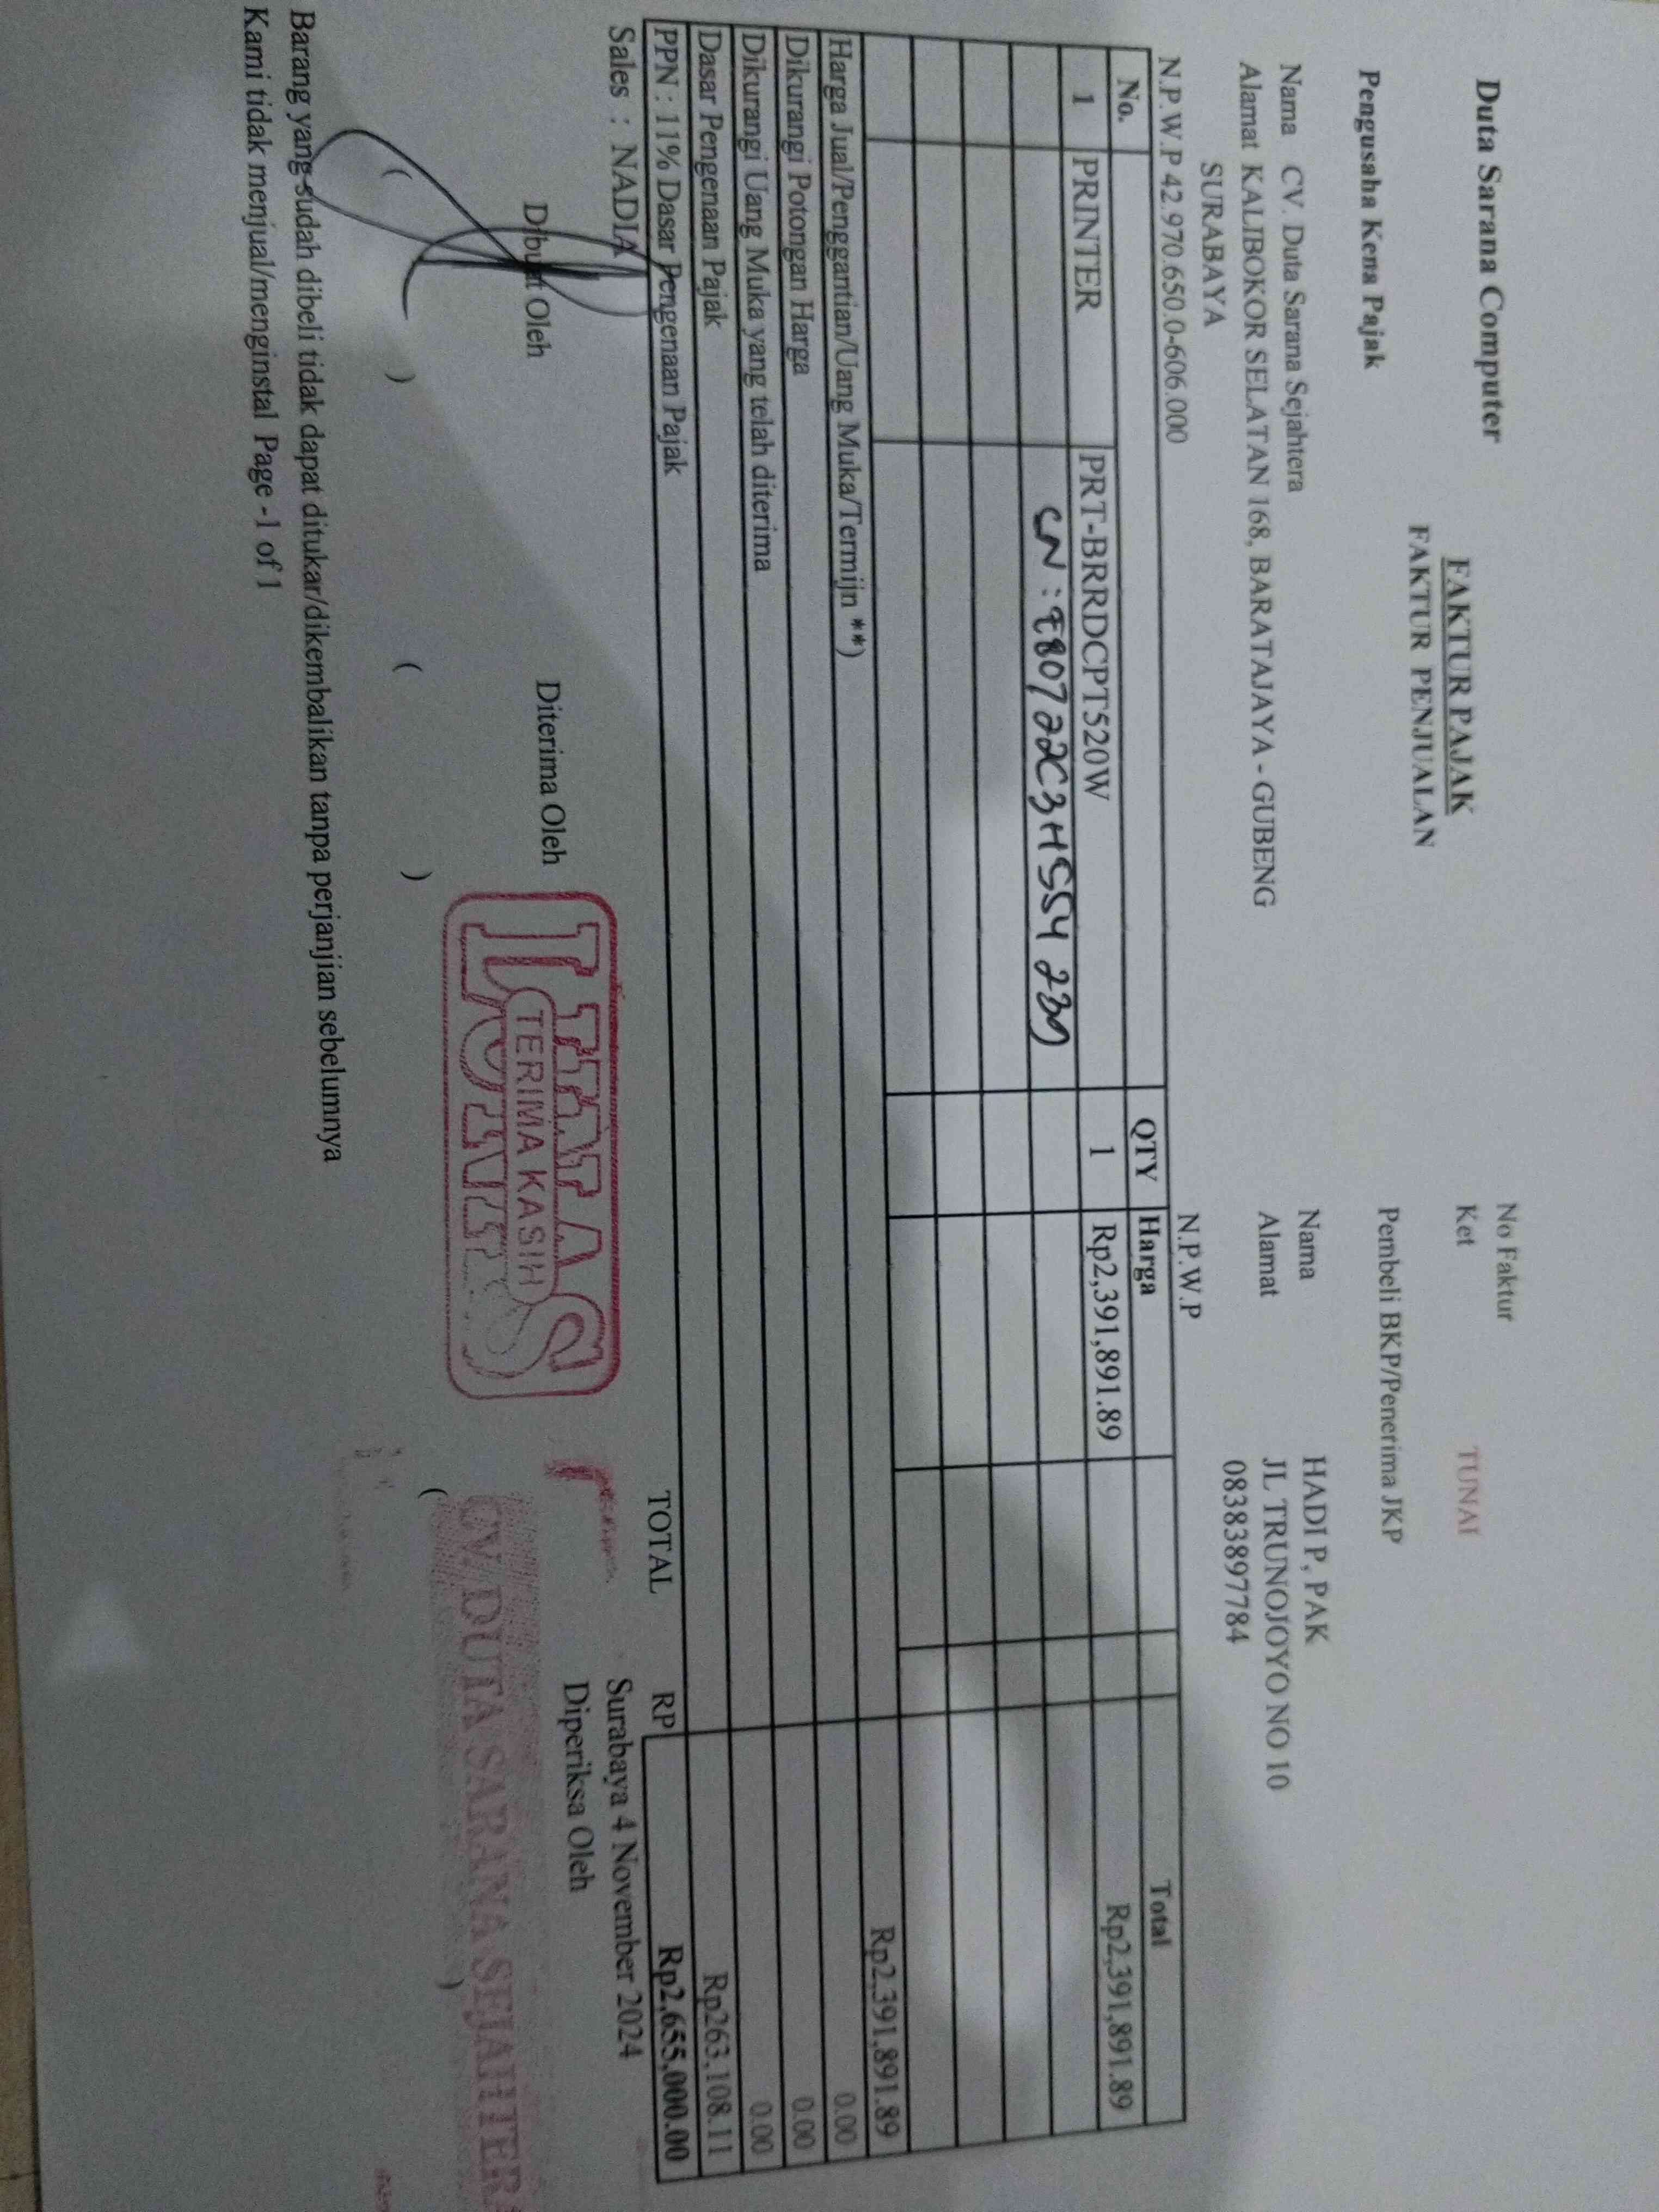 Duta Sarana Computer
FAKTUR PAJAK
FAKTUR PENJUALAN
No Faktur
Ket TUNAI
Pengusaha Kena Pajak
Pembeli BKP/Penerima JKP
Nama CV. Duta Sarana Sejahtera
Alamat KALIBOKOR SELATAN 168, BARATAJAYA - GUBENG
SURABAYA
N.P.W.P 42.970.650.0-606.000
Nama HADI P, PAK
Alamat JL TRUNOJOYO NO 10
083838977​84
N.P.W.P
No. QTY Harga Total
1 PRINTER PRT-BRRDCPT520W 1 Rp2,391,891.89 Rp2,391,891.89
SN : E80722C3H554
Rp2,391,891.89
Harga Jual/Penggantian/Uang Muka/Termijn **) 0.00
Dikurangi Potongan Harga 0.00
Dikurangi Uang Muka yang telah diterima 0.00
Dasar Pengenaan Pajak Rp263,108.11
PPN : 11% Dasar Pengenaan Pajak TOTAL RP Rp2,655,000.00
Sales : NADIA
Surabaya 4 November 2024
Dibuat Oleh Diterima Oleh Diperiksa Oleh
LUNAS
TERIMA KASIH
CV. DUTA SARANA SEJAHTERA
( ) ( ) ( )
Barang yang sudah dibeli tidak dapat ditukar/dikembalikan tanpa perjanjian sebelumnya
Kami tidak menjual/menginstal Page -1 of 1